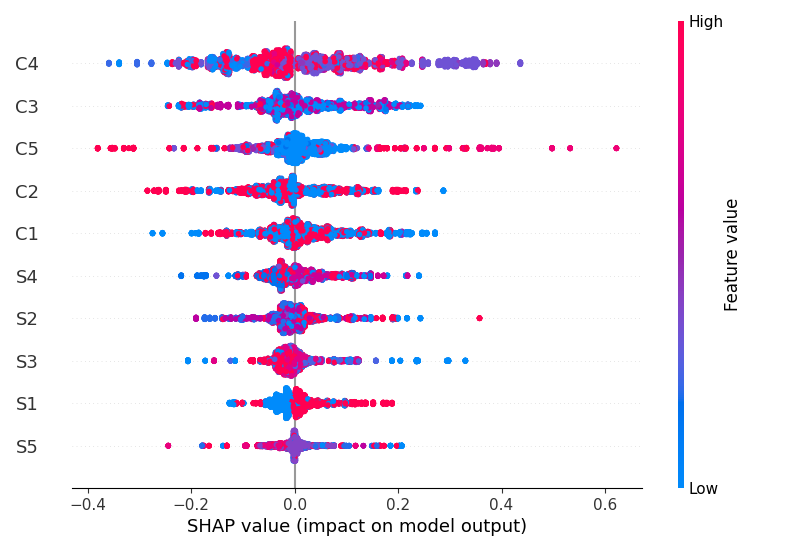 High
C4
C3
C5
C2
C1
S4
S2
S3
S1
S5
Low
Feature value
−0.4 −0.2 0.0 0.2 0.4 0.6
SHAP value (impact on model output)